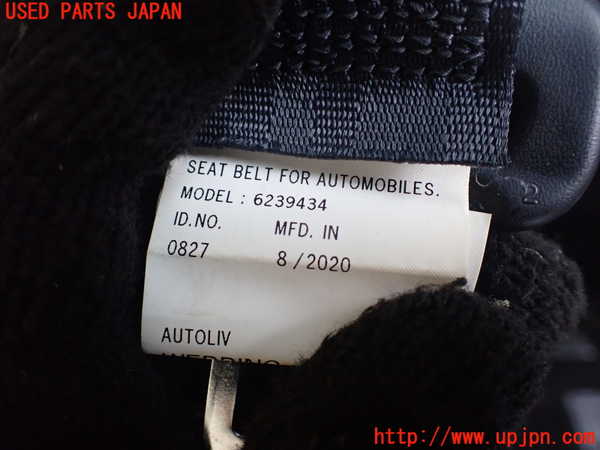 USED PARTS JAPAN
SEAT BELT FOR AUTOMOBILES.
MODEL : 6239434
ID.NO. MFD. IN
0827 8/2020
AUTOLIV
http://www.upjpn.com/